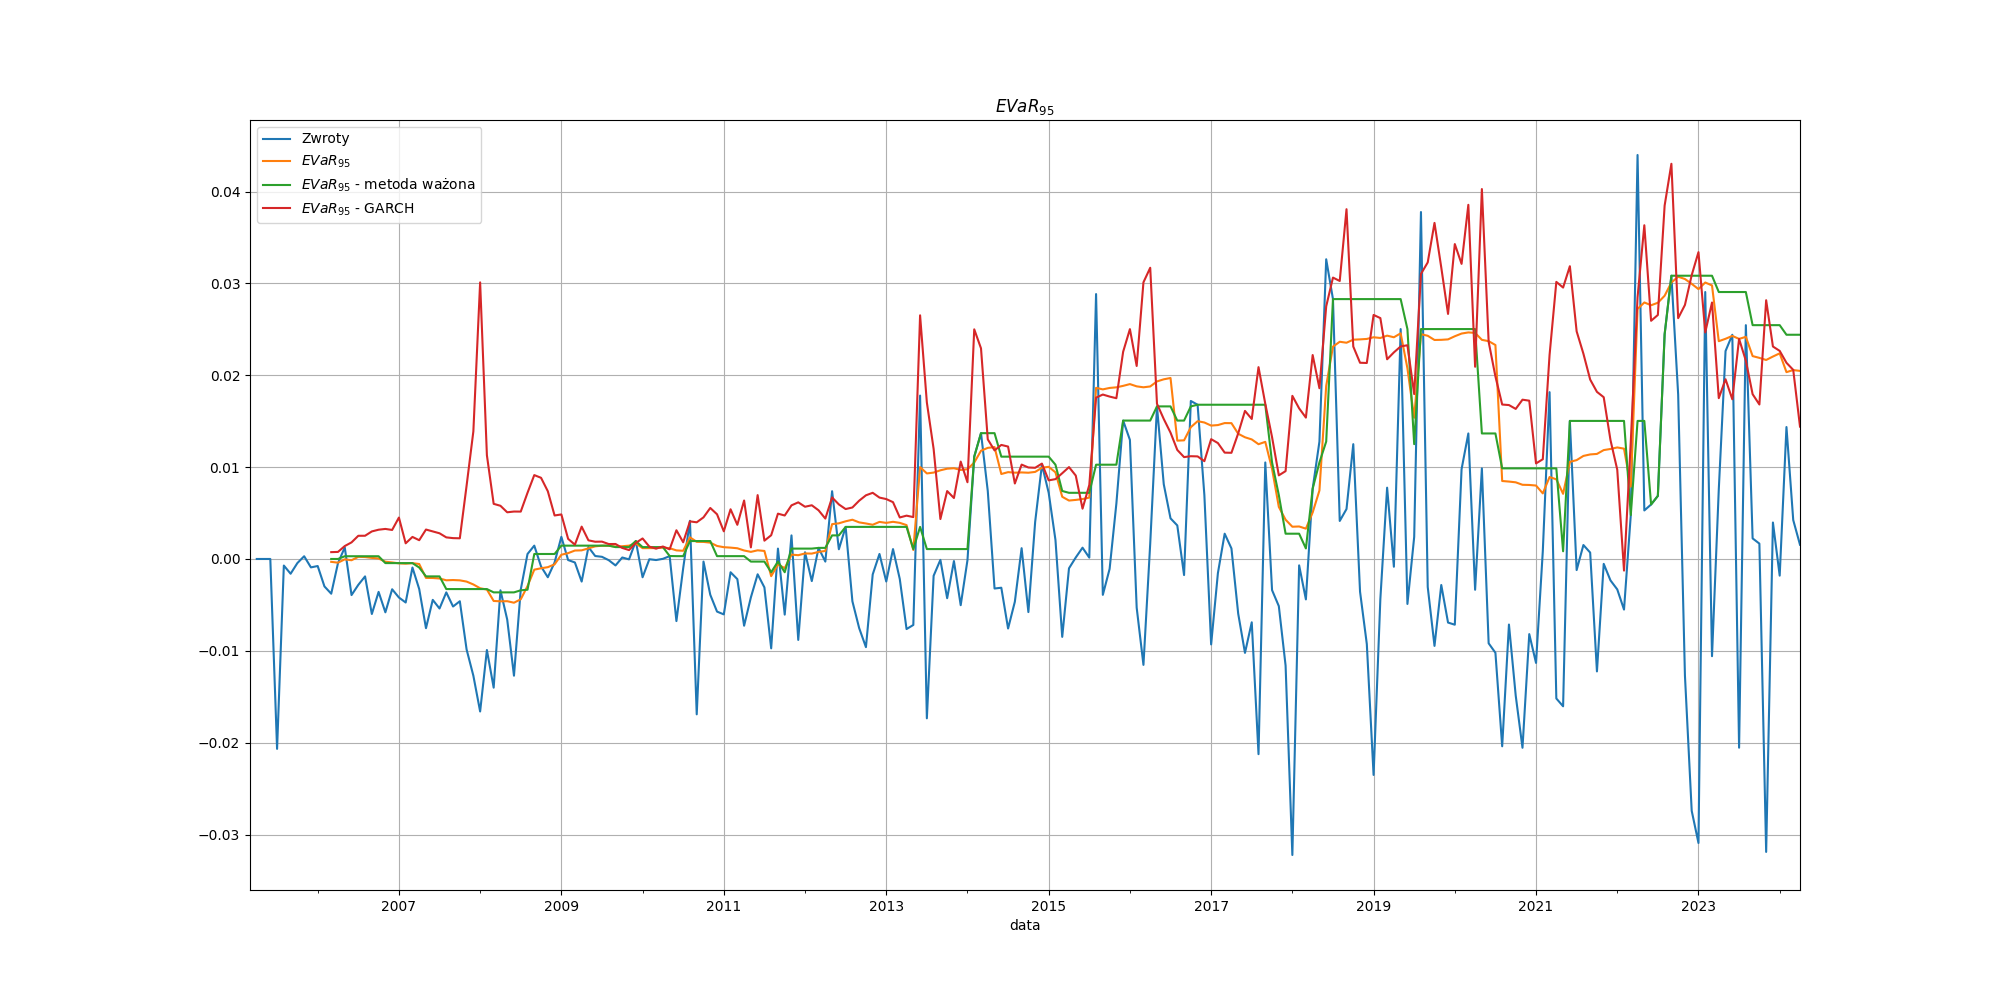 EVaR₉₅
Zwroty
EVaR₉₅
EVaR₉₅ - metoda ważona
EVaR₉₅ - GARCH
0.04
0.03
0.02
0.01
0.00
−0.01
−0.02
−0.03
2007 2009 2011 2013 2015 2017 2019 2021 2023
data